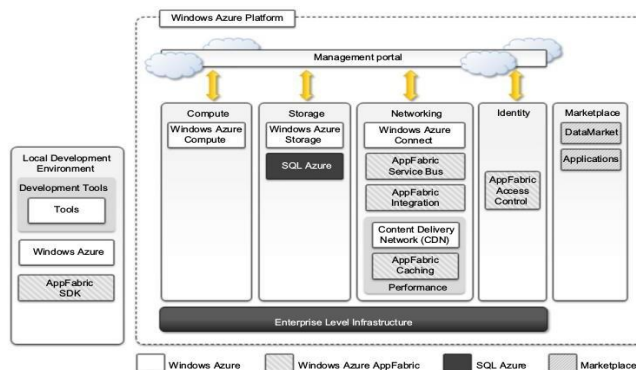 Windows Azure Platform
Management portal
Compute
Windows Azure
Compute
Storage
Windows Azure
Storage
SQL Azure
Networking
Windows Azure
Connect
AppFabric
Service Bus
AppFabric
Integration
Content Delivery
Network (CDN)
AppFabric
Caching
Performance
Identity
AppFabric
Access
Control
Marketplace
DataMarket
Applications
Local Development
Environment
Development Tools
Tools
Windows Azure
AppFabric
SDK
Enterprise Level Infrastructure
Windows Azure
Windows Azure AppFabric
SQL Azure
Marketplace